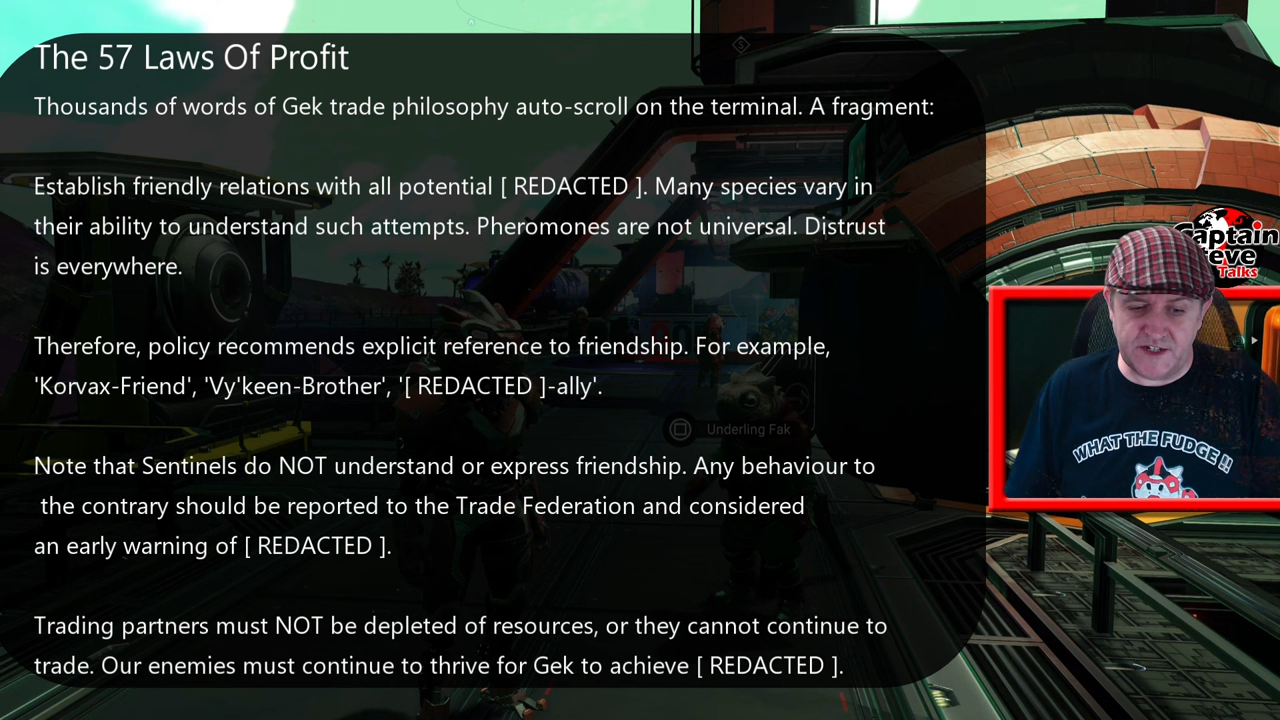 The 57 Laws Of Profit
Thousands of words of Gek trade philosophy auto-scroll on the terminal. A fragment:
Establish friendly relations with all potential [ REDACTED ]. Many species vary in
their ability to understand such attempts. Pheromones are not universal. Distrust
is everywhere.
Therefore, policy recommends explicit reference to friendship. For example,
'Korvax-Friend', 'Vy'keen-Brother', '[ REDACTED ]-ally'.
Underling Fak
Note that Sentinels do NOT understand or express friendship. Any behaviour to
the contrary should be reported to the Trade Federation and considered
an early warning of [ REDACTED ].
Trading partners must NOT be depleted of resources, or they cannot continue to
trade. Our enemies must continue to thrive for Gek to achieve [ REDACTED ].
Captain
Talks
WHAT THE FUDGE !!